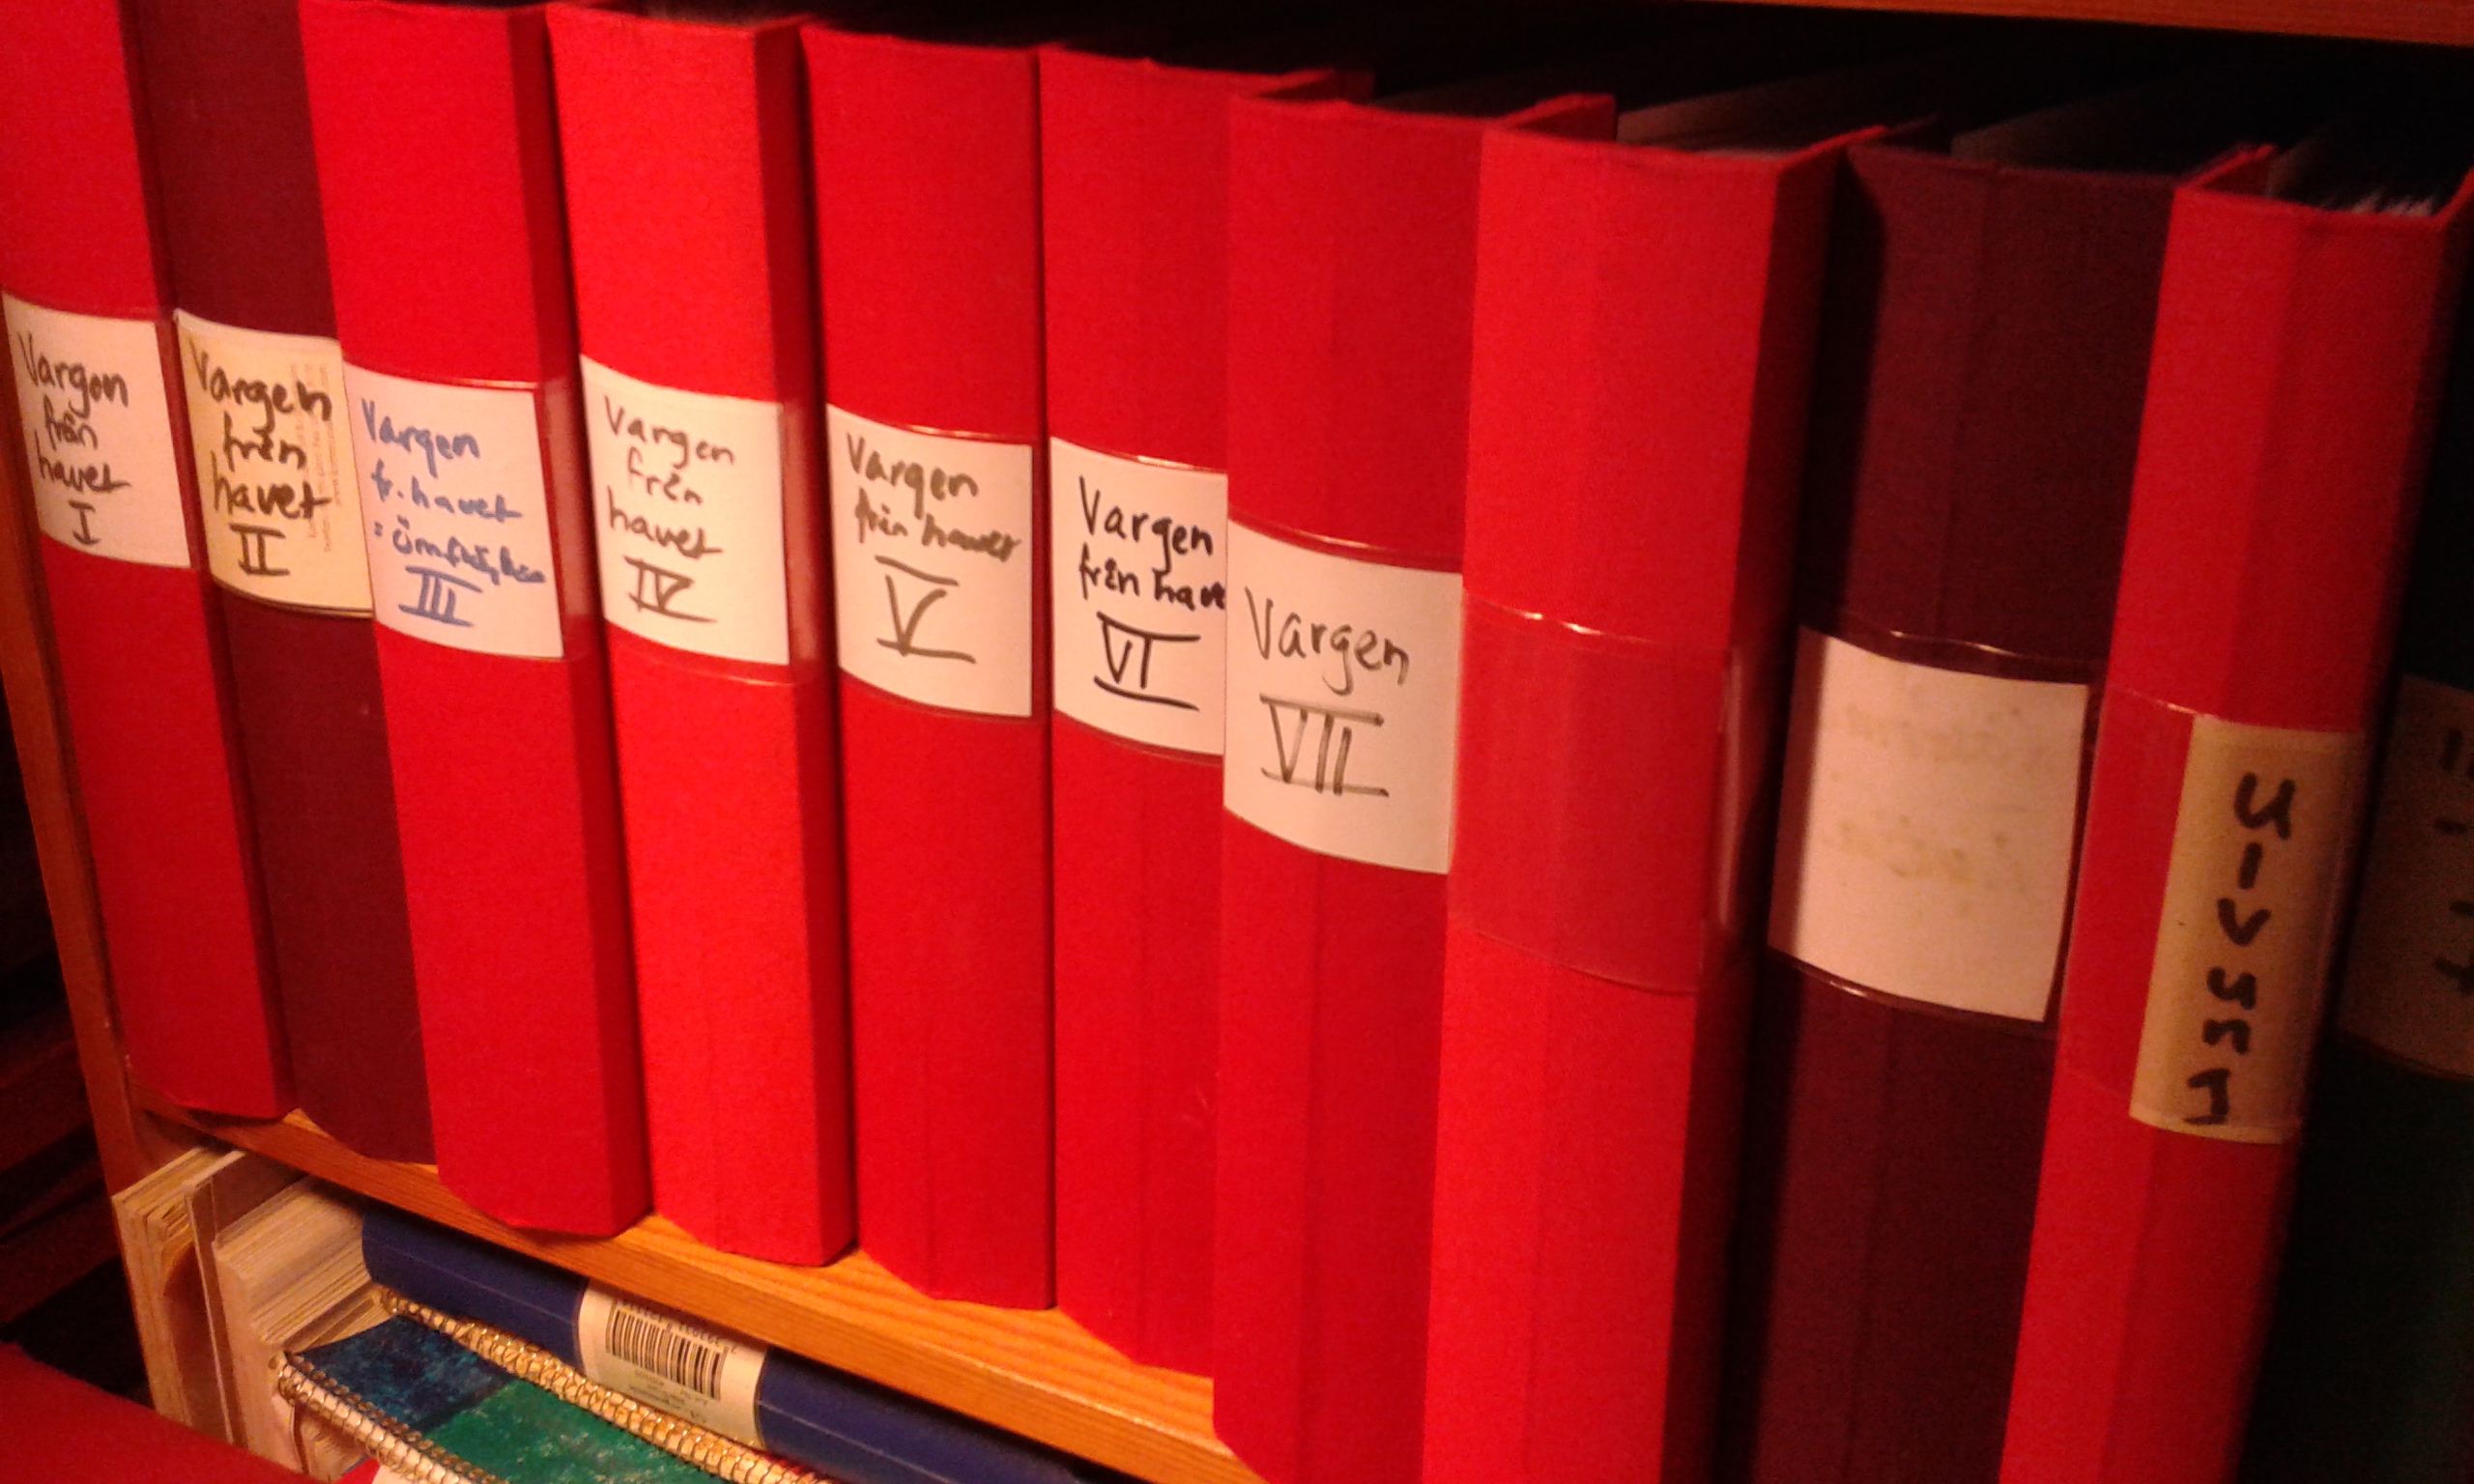 Vargen
från
havet
I
Vargen
från
havet
II
Vargen
fr. havet
III
Vargen
från
havet
IV
Vargen
från havet
V
Vargen
från have
VI
Vargen
VII